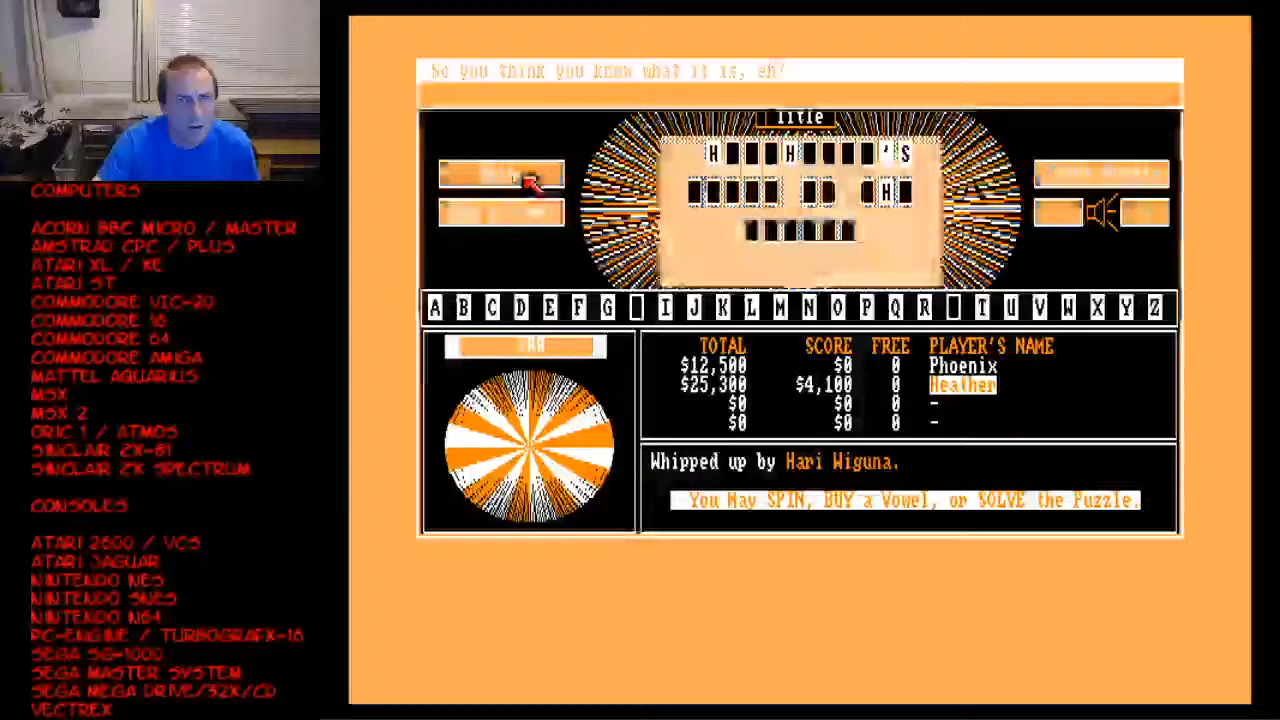 So you think you know what it is, eh?
Title
H H 'S
H
A B C D E F G I J K L M N O P Q R T U V W X Y Z
TOTAL SCORE FREE PLAYER'S NAME
$12,500 $0 0 Phoenix
$25,300 $4,100 0 Heather
$0 $0 0 -
$0 $0 0 -
Whipped up by Hari Wiguna.
You May SPIN, BUY a Vowel, or SOLVE the Puzzle.
COMPUTERS
ACORN BBC MICRO / MASTER
AMSTRAD CPC / PLUS
ATARI XL / XE
ATARI ST
COMMODORE VIC-20
COMMODORE 16
COMMODORE 64
COMMODORE AMIGA
MATTEL AQUARIUS
MSX
MSX 2
ORIC 1 / ATMOS
SINCLAIR ZX-81
SINCLAIR ZX SPECTRUM
CONSOLES
ATARI 2600 / VCS
ATARI JAGUAR
NINTENDO NES
NINTENDO SNES
NINTENDO N64
PC-ENGINE / TURBOGRAFX-16
SEGA SG-1000
SEGA MASTER SYSTEM
SEGA MEGA DRIVE/32X/CD
VECTREX